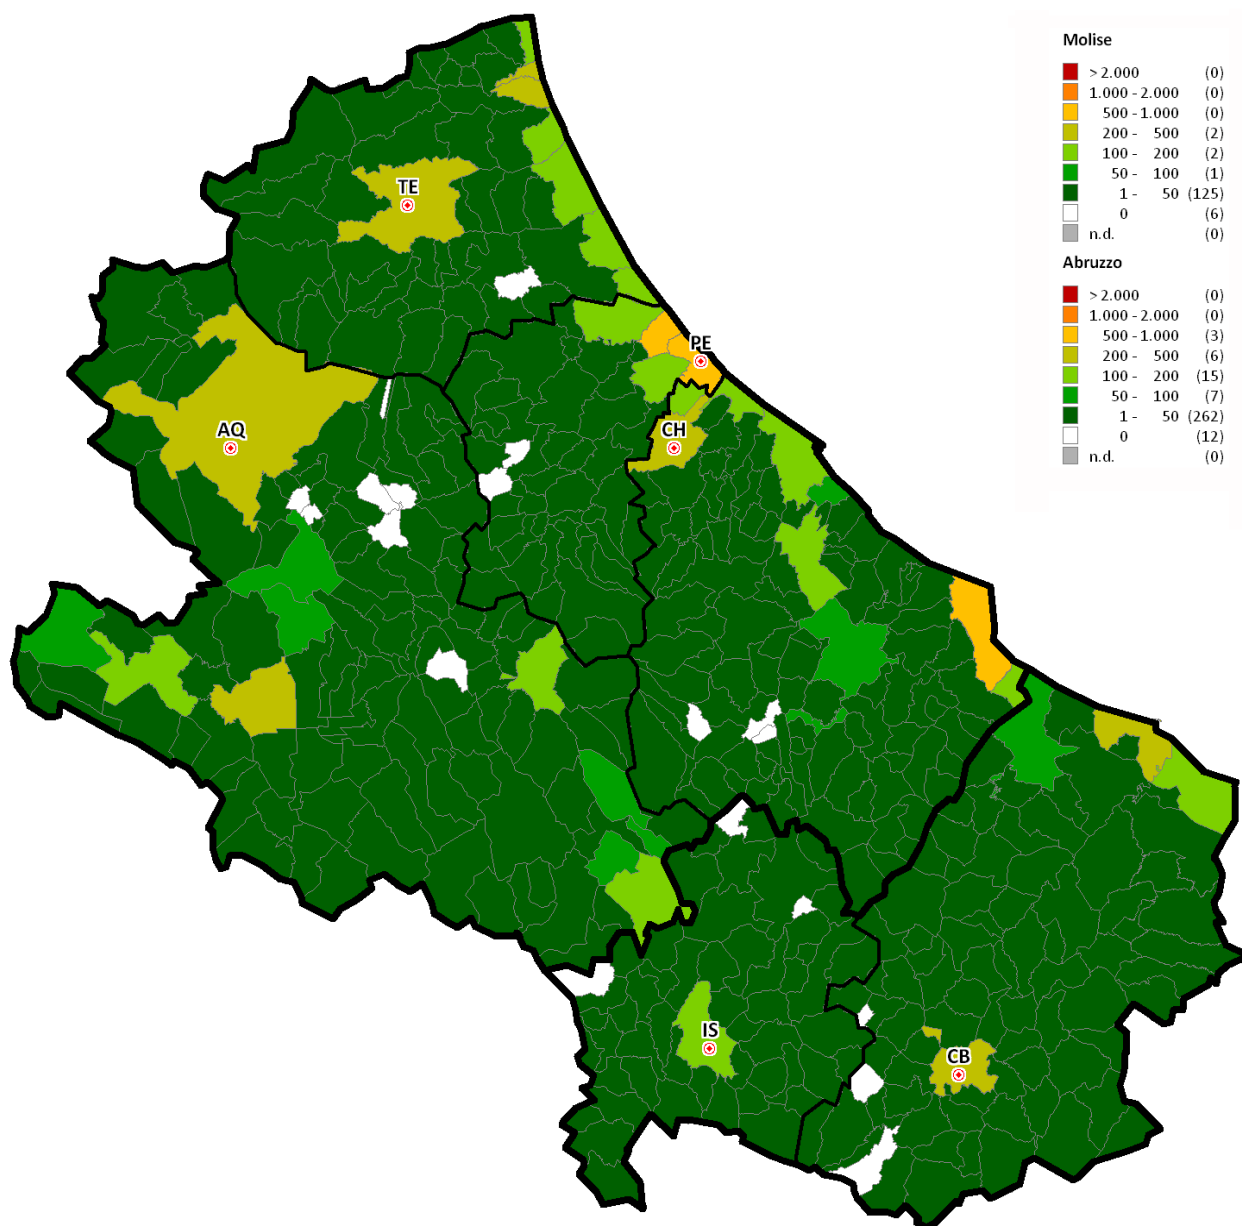 Molise
> 2.000 (0)
1.000 - 2.000 (0)
500 - 1.000 (0)
200 - 500 (2)
100 - 200 (2)
50 - 100 (1)
1 - 50 (125)
0 (6)
n.d. (0)
Abruzzo
> 2.000 (0)
1.000 - 2.000 (0)
500 - 1.000 (3)
200 - 500 (6)
100 - 200 (15)
50 - 100 (7)
1 - 50 (262)
0 (12)
n.d. (0)
TE
PE
AQ
CH
IS
CB